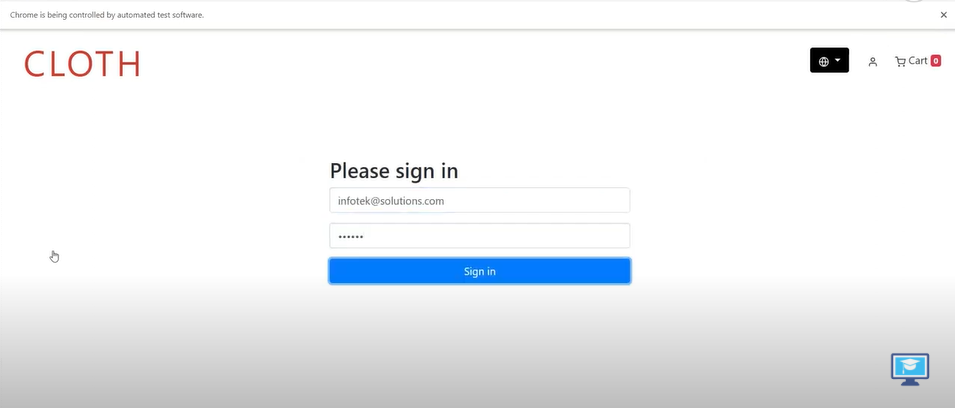 Chrome is being controlled by automated test software.
CLOTH
Cart 0
Please sign in
infotek@solutions.com
••••••
Sign in